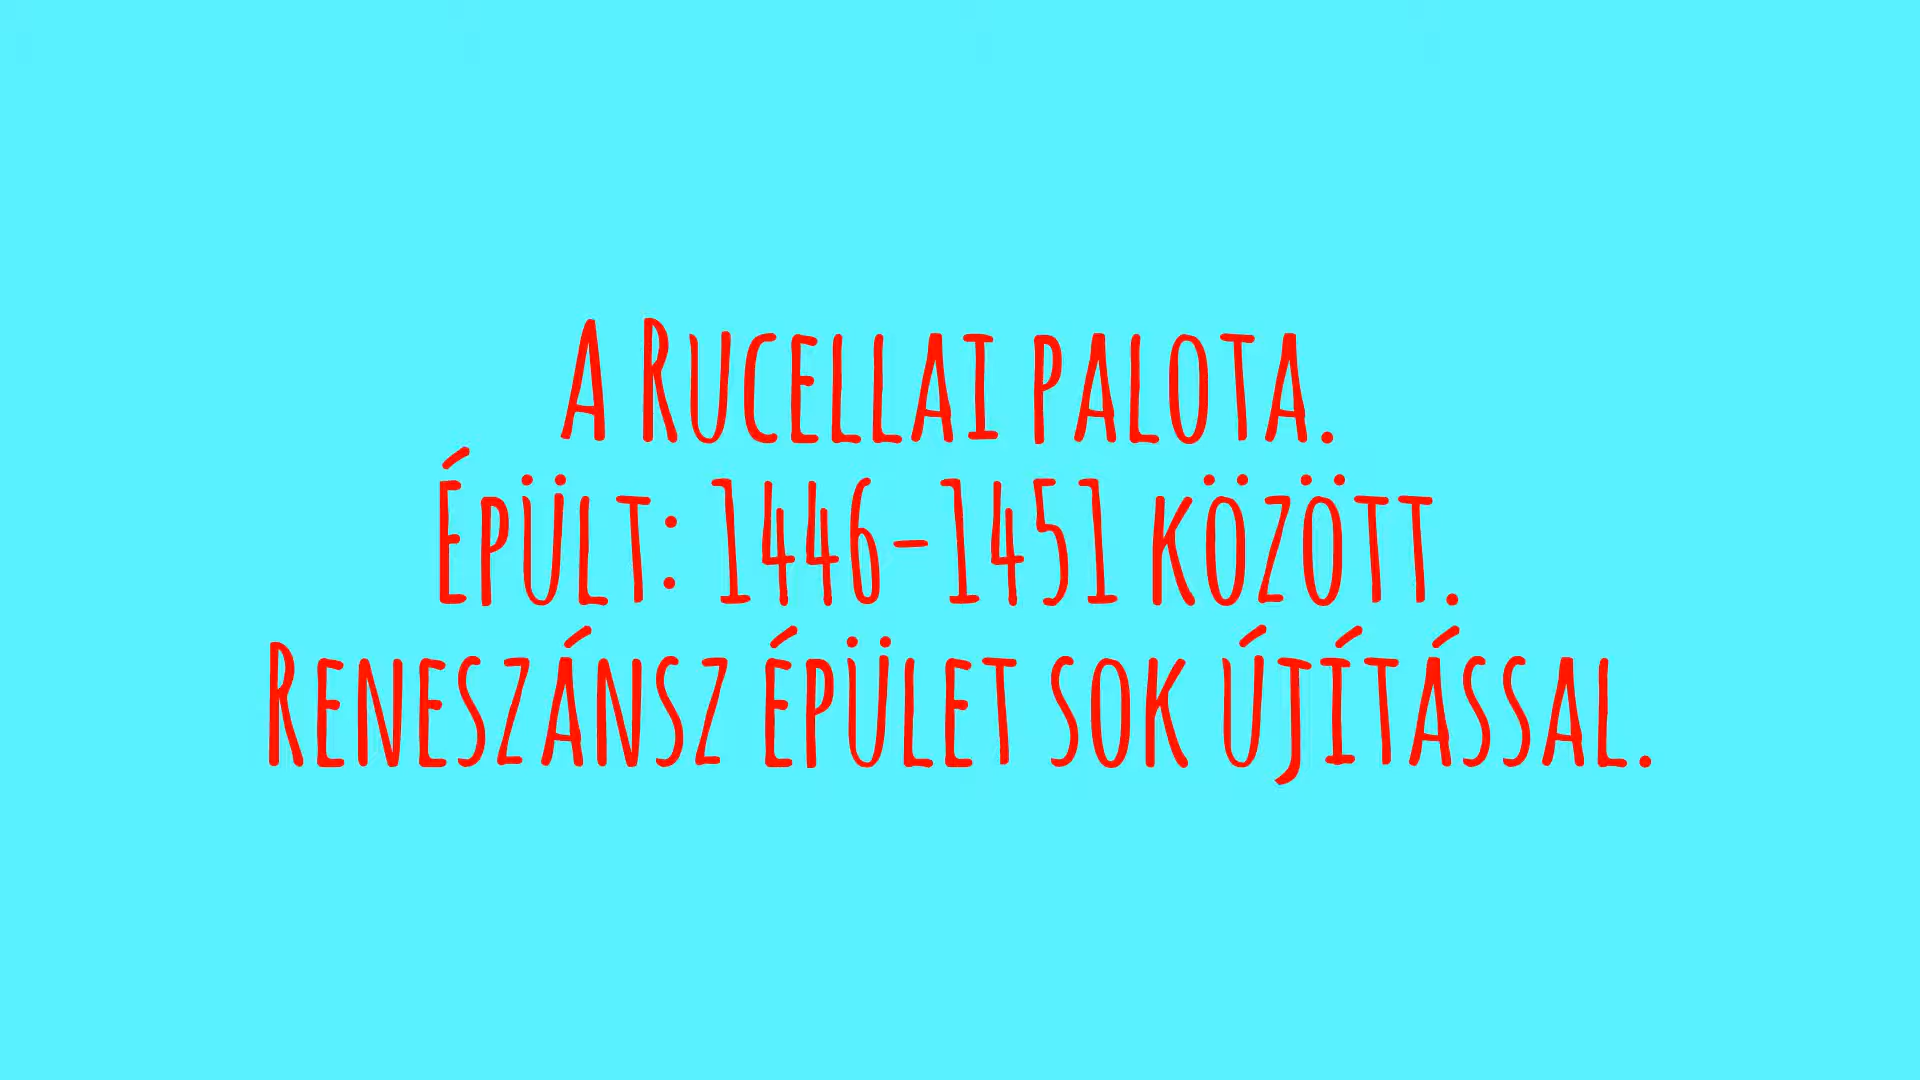 A Rucellai palota.
Épült: 1446-1451 között.
Reneszánsz épület sok újítással.